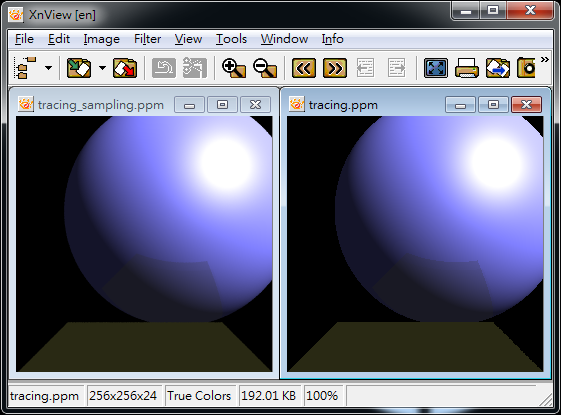 XnView [en]
File Edit Image Filter View Tools Window Info
tracing_sampling.ppm
tracing.ppm
tracing.ppm 256x256x24 True Colors 192.01 KB 100%